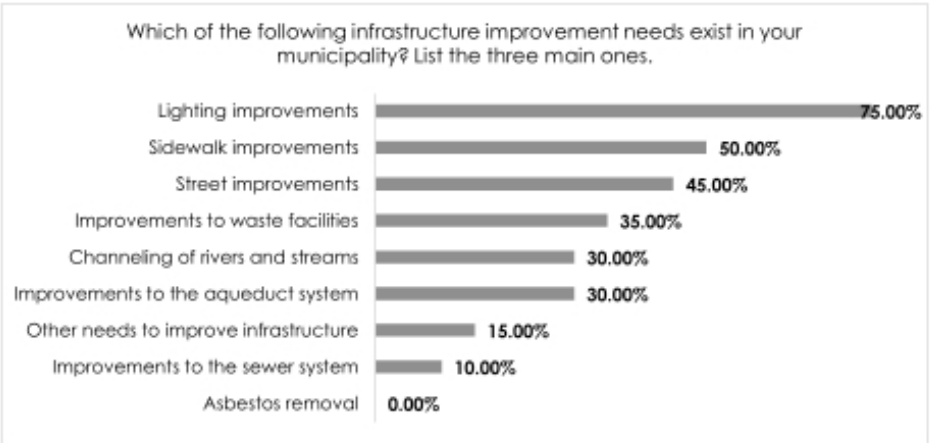 Which of the following infrastructure improvement needs exist in your
municipality? List the three main ones.
Lighting improvements 75.00%
Sidewalk improvements 50.00%
Street improvements 45.00%
Improvements to waste facilities 35.00%
Channeling of rivers and streams 30.00%
Improvements to the aqueduct system 30.00%
Other needs to improve infrastructure 15.00%
Improvements to the sewer system 10.00%
Asbestos removal 0.00%